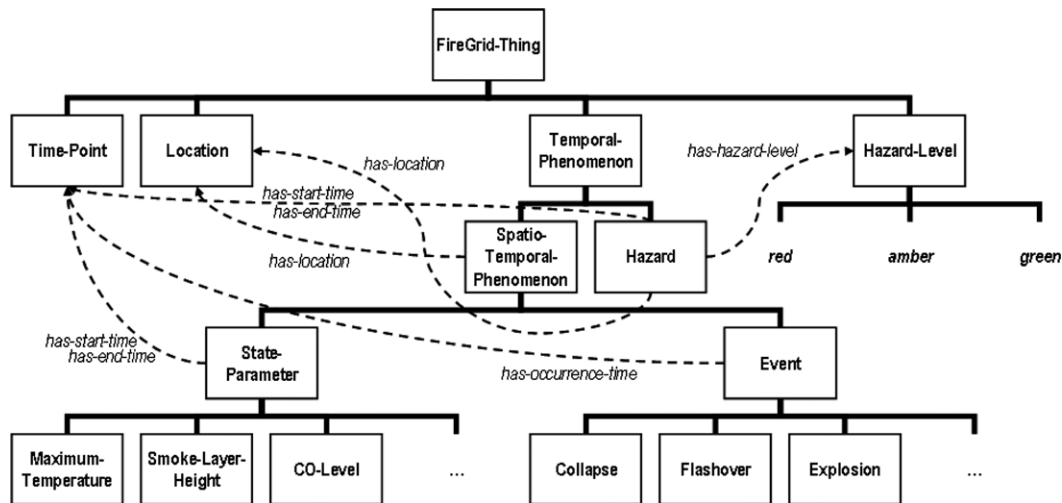 FireGrid-Thing
Time-Point
Location
Temporal-
Phenomenon
Hazard-Level
has-location
has-hazard-level
has-start-time
has-end-time
has-location
Spatio-
Temporal-
Phenomenon
Hazard
red
amber
green
has-start-time
has-end-time
State-
Parameter
has-occurrence-time
Event
Maximum-
Temperature
Smoke-Layer-
Height
CO-Level
...
Collapse
Flashover
Explosion
...